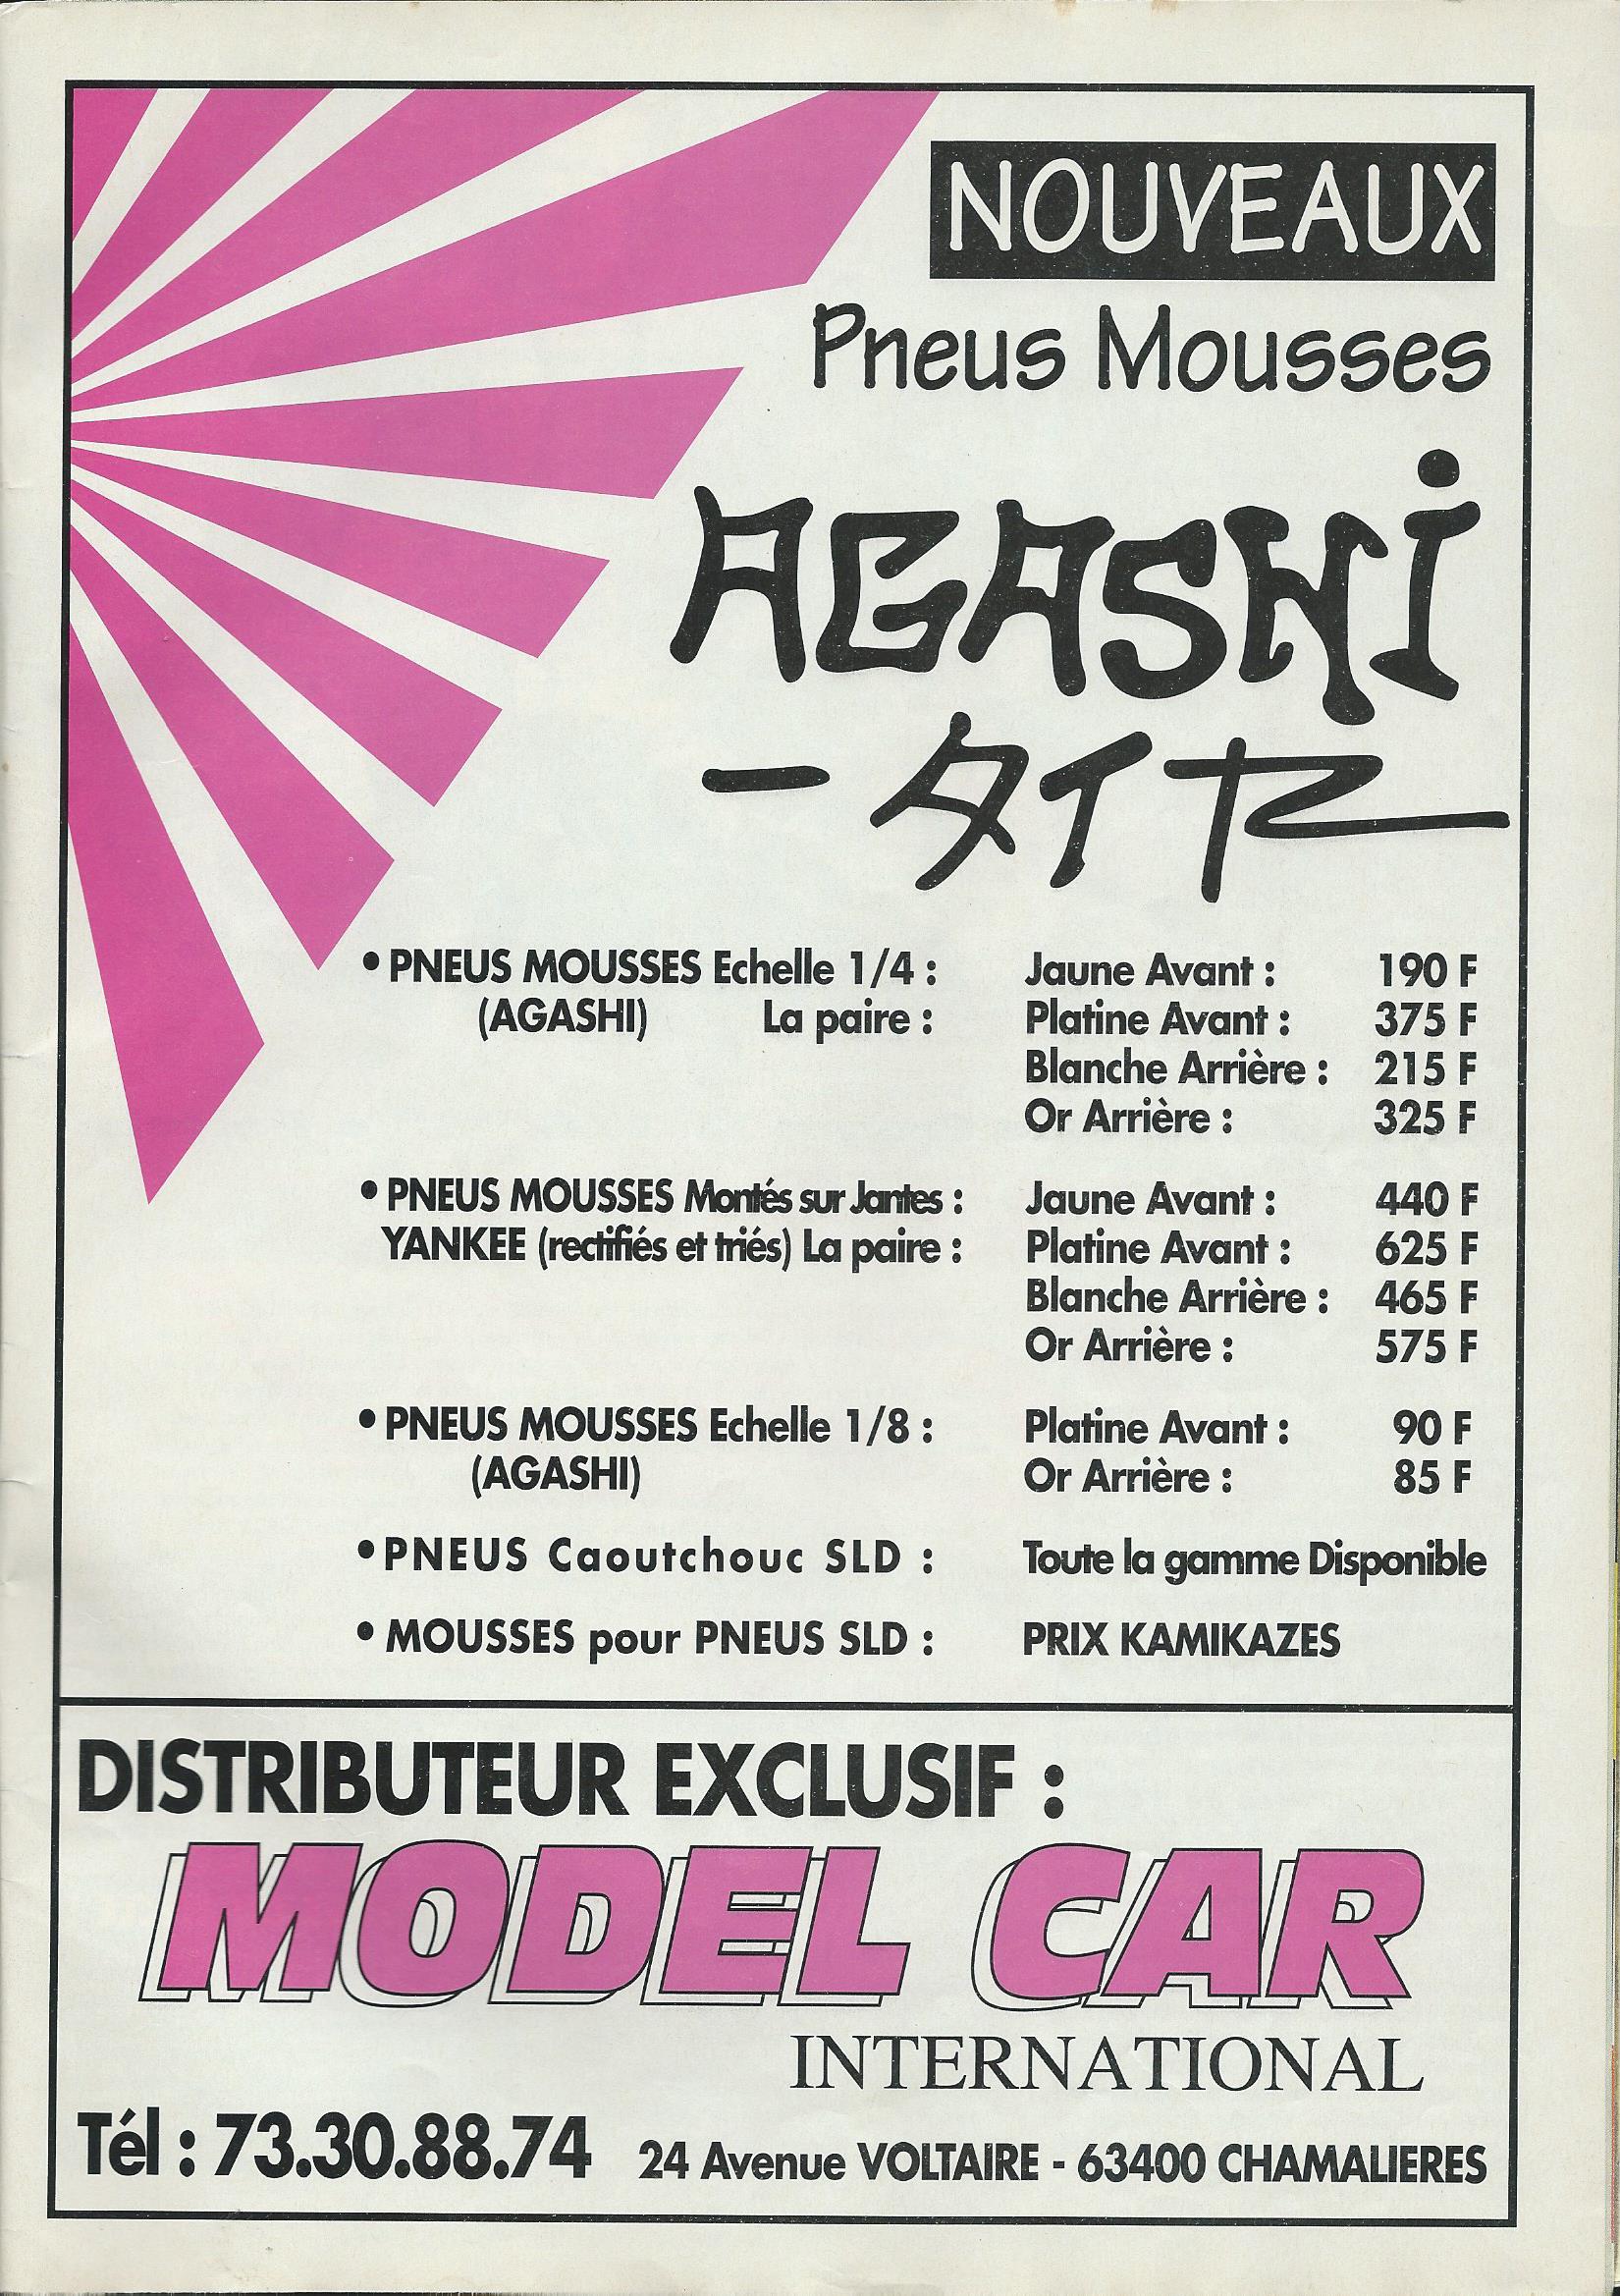 NOUVEAUX
Pneus Mousses
AGASHI
ータイヤ
• PNEUS MOUSSES Echelle 1/4 : Jaune Avant : 190 F
(AGASHI) La paire : Platine Avant : 375 F
Blanche Arrière : 215 F
Or Arrière : 325 F
• PNEUS MOUSSES Montés sur Jantes : Jaune Avant : 440 F
YANKEE (rectifiés et triés) La paire : Platine Avant : 625 F
Blanche Arrière : 465 F
Or Arrière : 575 F
• PNEUS MOUSSES Echelle 1/8 : Platine Avant : 90 F
(AGASHI) Or Arrière : 85 F
• PNEUS Caoutchouc SLD : Toute la gamme Disponible
• MOUSSES pour PNEUS SLD : PRIX KAMIKAZES
DISTRIBUTEUR EXCLUSIF :
MODEL CAR
INTERNATIONAL
Tél : 73.30.88.74 24 Avenue VOLTAIRE - 63400 CHAMALIERES